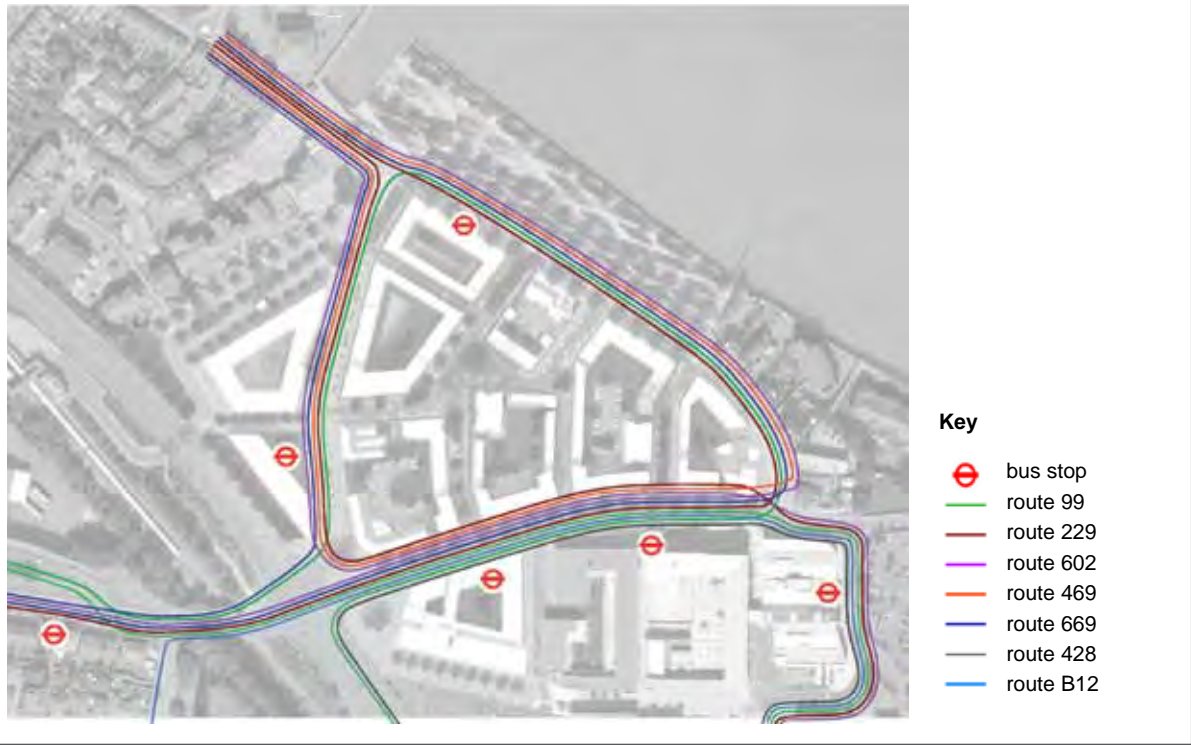 Key
bus stop
route 99
route 229
route 602
route 469
route 669
route 428
route B12